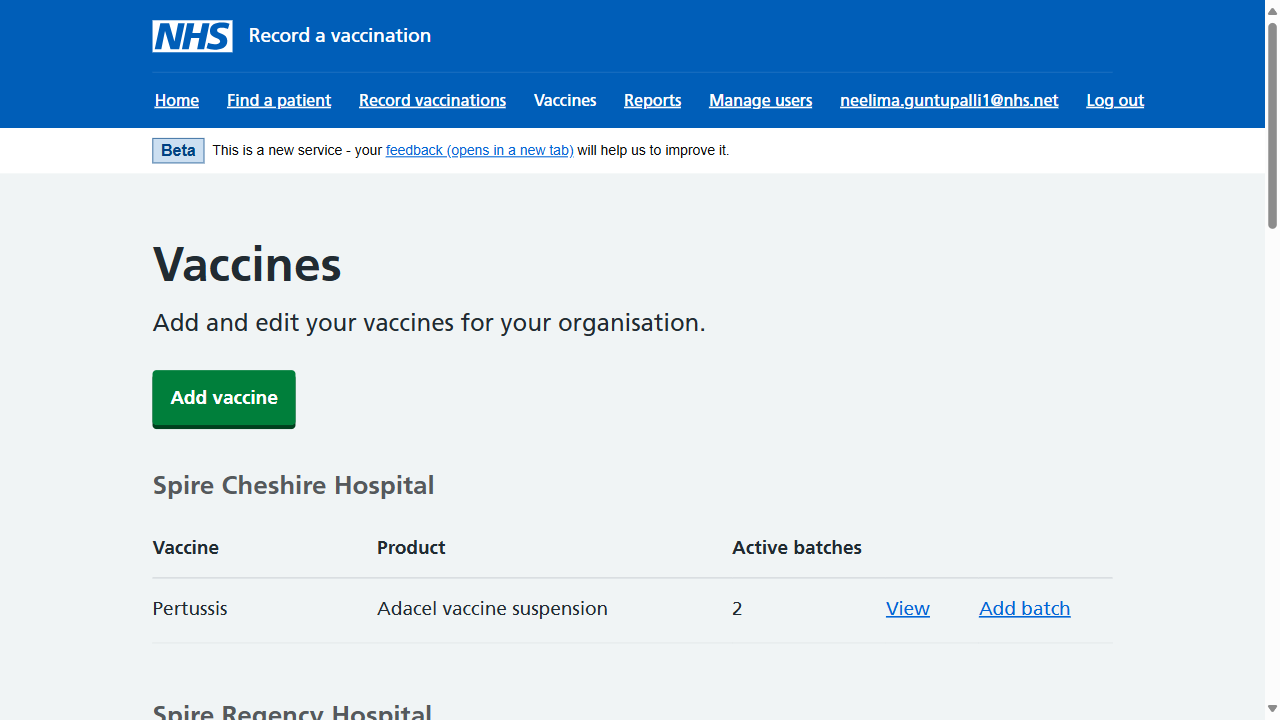 NHS Record a vaccination
Home Find a patient Record vaccinations Vaccines Reports Manage users neelima.guntupalli1@nhs.net Log out
Beta This is a new service - your feedback (opens in a new tab) will help us to improve it.
Vaccines
Add and edit your vaccines for your organisation.
Add vaccine
Spire Cheshire Hospital
Vaccine Product Active batches
Pertussis Adacel vaccine suspension 2 View Add batch
Spire Regency Hospital